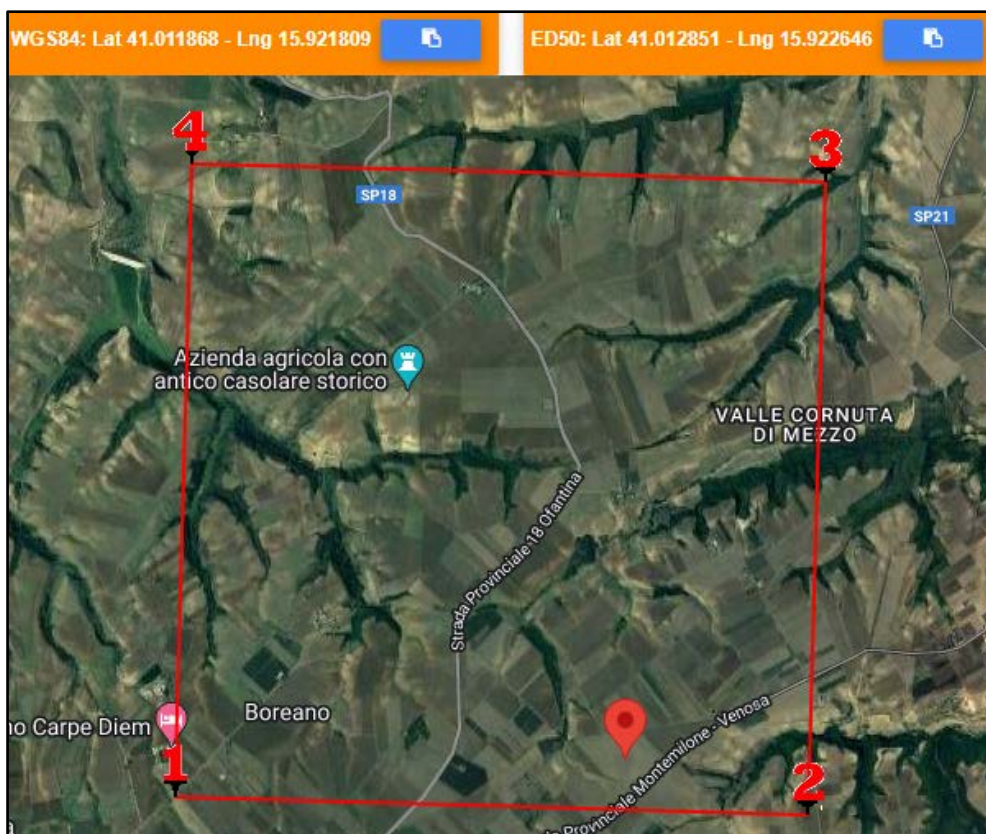 WGS84: Lat 41.011868 - Lng 15.921809
ED50: Lat 41.012851 - Lng 15.922646
4
3
SP18
SP21
Azienda agricola con
antico casolare storico
VALLE CORNUTA
DI MEZZO
Strada Provinciale 18 Ofantina
no Carpe Diem
Boreano
1
2
Provinciale Montemilone - Venosa
a